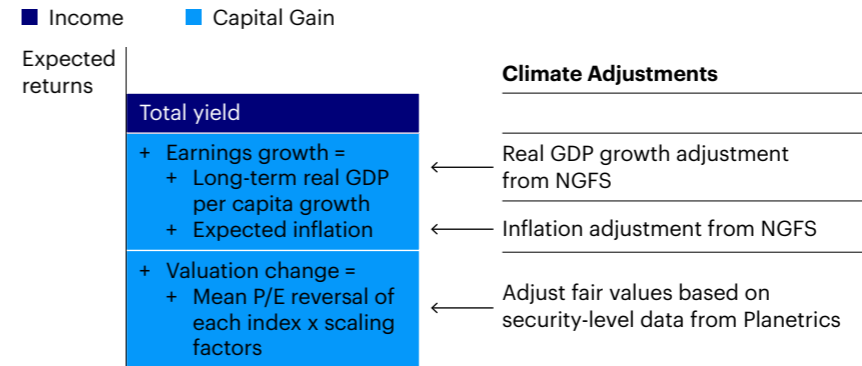 Income
Capital Gain
Expected
returns
Climate Adjustments
Total yield
+ Earnings growth =
+ Long-term real GDP
per capita growth
+ Expected inflation
Real GDP growth adjustment
from NGFS
Inflation adjustment from NGFS
+ Valuation change =
+ Mean P/E reversal of
each index x scaling
factors
Adjust fair values based on
security-level data from Planetrics